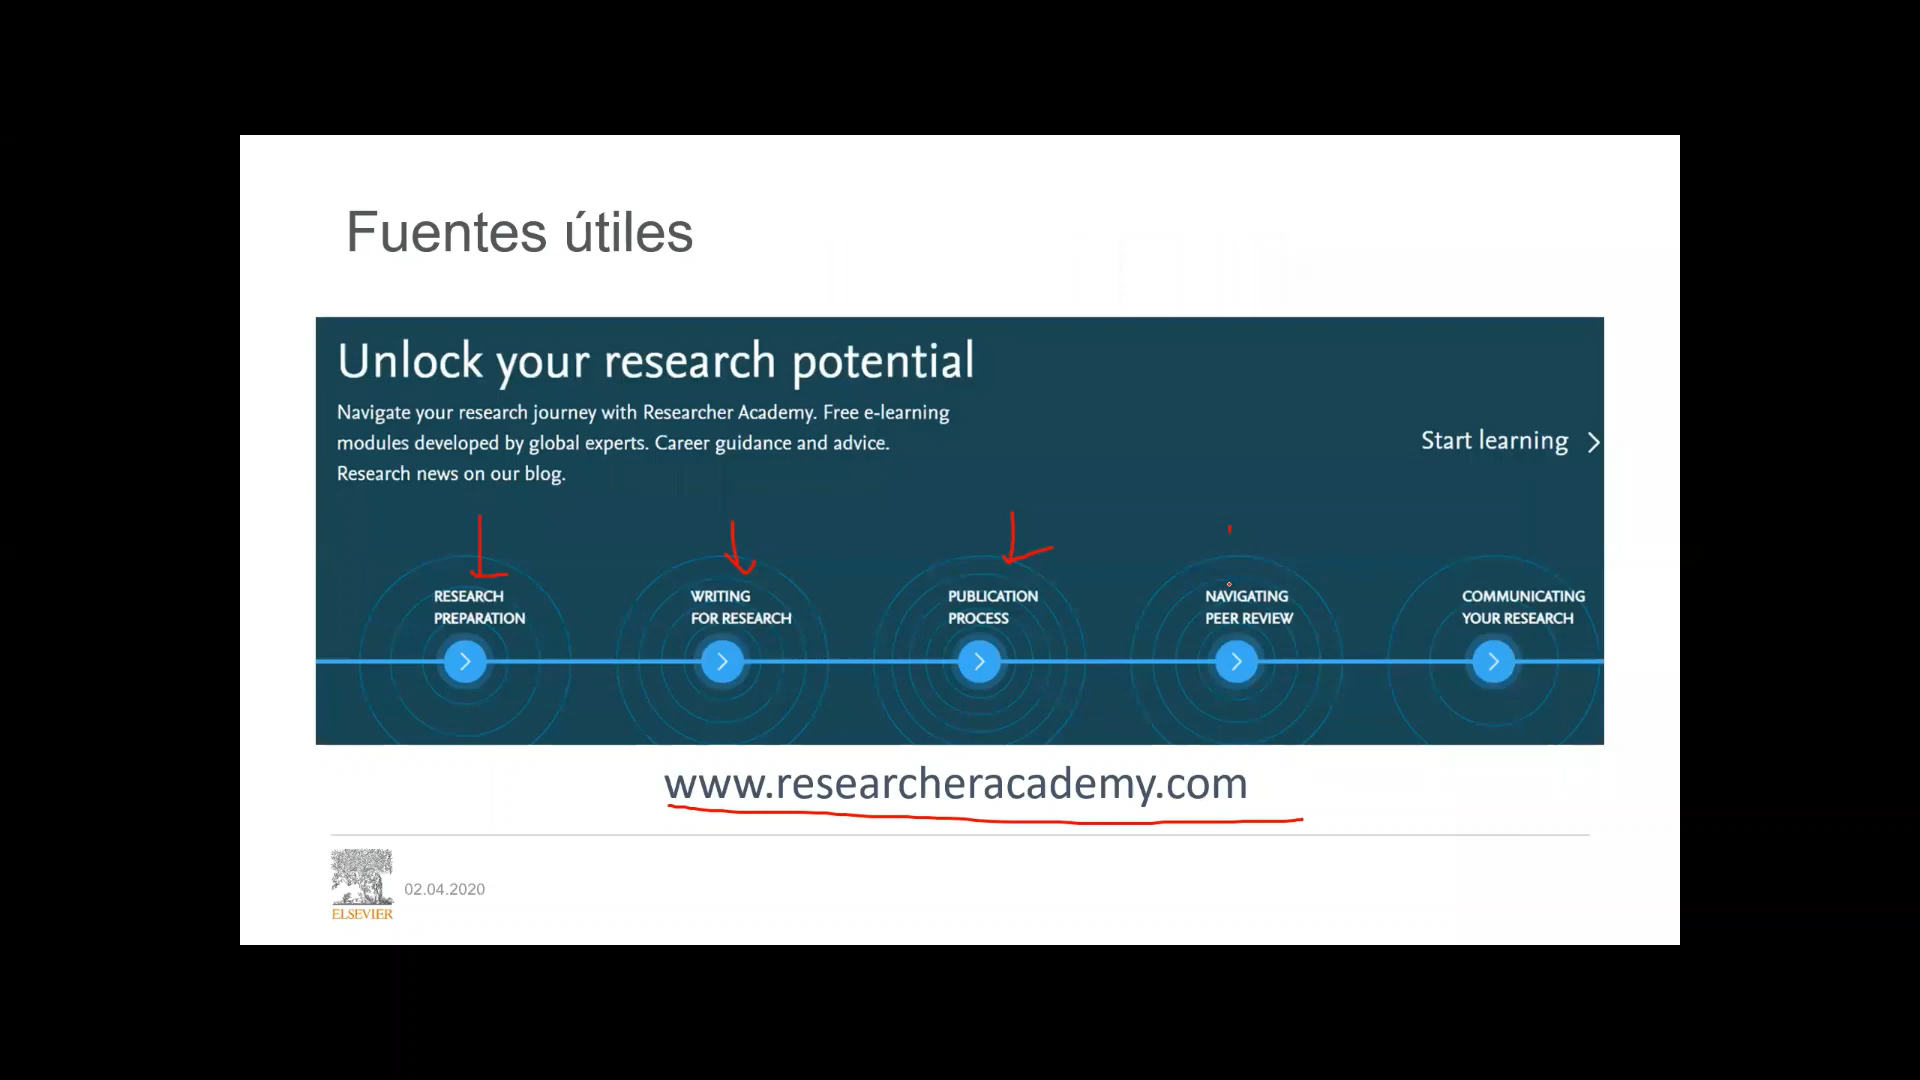 Fuentes útiles
Unlock your research potential
Navigate your research journey with Researcher Academy. Free e-learning
modules developed by global experts. Career guidance and advice.
Research news on our blog.
Start learning
RESEARCH
PREPARATION
WRITING
FOR RESEARCH
PUBLICATION
PROCESS
NAVIGATING
PEER REVIEW
COMMUNICATING
YOUR RESEARCH
www.researcheracademy.com
ELSEVIER
02.04.2020